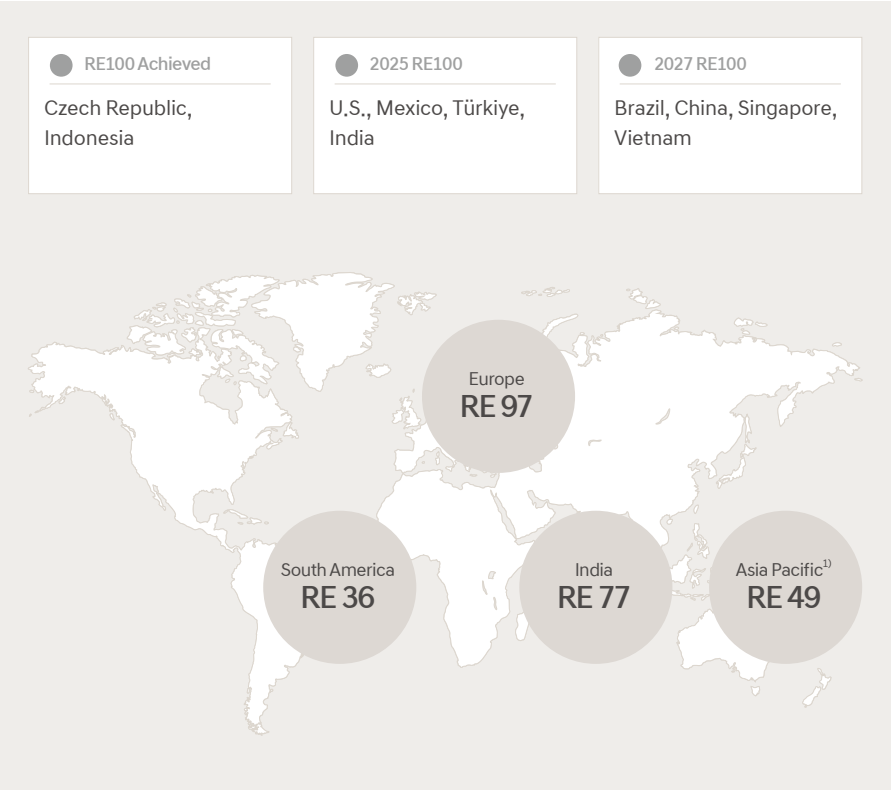 RE100 Achieved
Czech Republic,
Indonesia
2025 RE100
U.S., Mexico, Türkiye,
India
2027 RE100
Brazil, China, Singapore,
Vietnam
Europe
RE 97
South America
RE 36
India
RE 77
Asia Pacific1)
RE 49